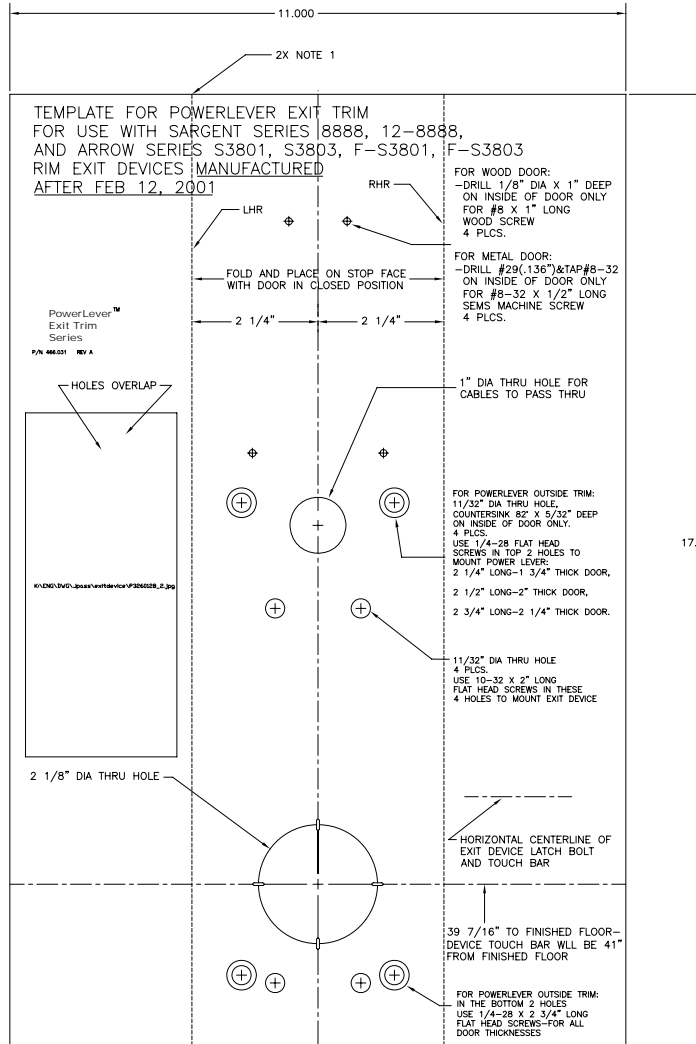 11.000
2X NOTE 1
TEMPLATE FOR POWERLEVER EXIT TRIM
FOR USE WITH SARGENT SERIES 8888, 12-8888,
AND ARROW SERIES S3801, S3803, F-S3801, F-S3803
RIM EXIT DEVICES MANUFACTURED
AFTER FEB 12, 2001
LHR
RHR
FOR WOOD DOOR:
-DRILL 1/8" DIA X 1" DEEP
ON INSIDE OF DOOR ONLY
FOR #8 X 1" LONG
WOOD SCREW
4 PLCS.
FOR METAL DOOR:
-DRILL #29(.136")&TAP#8-32
ON INSIDE OF DOOR ONLY
FOR #8-32 X 1/2" LONG
SEMS MACHINE SCREW
4 PLCS.
FOLD AND PLACE ON STOP FACE
WITH DOOR IN CLOSED POSITION
2 1/4"
2 1/4"
PowerLever™
Exit Trim
Series
P/N 466.031 REV A
HOLES OVERLAP
1" DIA THRU HOLE FOR
CABLES TO PASS THRU
FOR POWERLEVER OUTSIDE TRIM:
11/32" DIA THRU HOLE,
COUNTERSINK 82° X 5/32" DEEP
ON INSIDE OF DOOR ONLY.
4 PLCS.
USE 1/4-28 FLAT HEAD
SCREWS IN TOP 2 HOLES TO
MOUNT POWER LEVER:
2 1/4" LONG-1 3/4" THICK DOOR,
2 1/2" LONG-2" THICK DOOR,
2 3/4" LONG-2 1/4" THICK DOOR.
17.
K:\ENG\DWG\_ipass\exitdevice\P3260128_2.jpg
11/32" DIA THRU HOLE
4 PLCS.
USE 10-32 X 2" LONG
FLAT HEAD SCREWS IN THESE
4 HOLES TO MOUNT EXIT DEVICE
2 1/8" DIA THRU HOLE
HORIZONTAL CENTERLINE OF
EXIT DEVICE LATCH BOLT
AND TOUCH BAR
39 7/16" TO FINISHED FLOOR-
DEVICE TOUCH BAR WLL BE 41"
FROM FINISHED FLOOR
FOR POWERLEVER OUTSIDE TRIM:
IN THE BOTTOM 2 HOLES
USE 1/4-28 X 2 3/4" LONG
FLAT HEAD SCREWS-FOR ALL
DOOR THICKNESSES